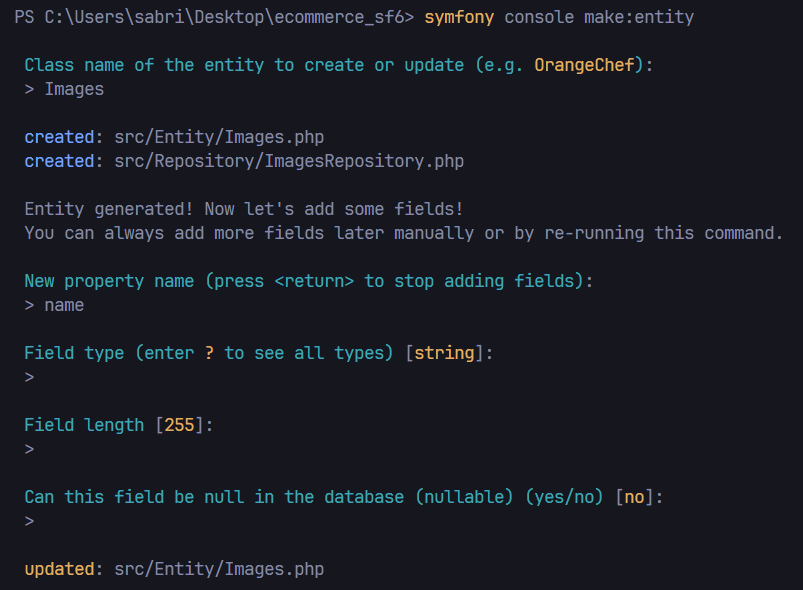 PS C:\Users\sabri\Desktop\ecommerce_sf6> symfony console make:entity
Class name of the entity to create or update (e.g. OrangeChef):
> Images
created: src/Entity/Images.php
created: src/Repository/ImagesRepository.php
Entity generated! Now let's add some fields!
You can always add more fields later manually or by re-running this command.
New property name (press <return> to stop adding fields):
> name
Field type (enter ? to see all types) [string]:
>
Field length [255]:
>
Can this field be null in the database (nullable) (yes/no) [no]:
>
updated: src/Entity/Images.php